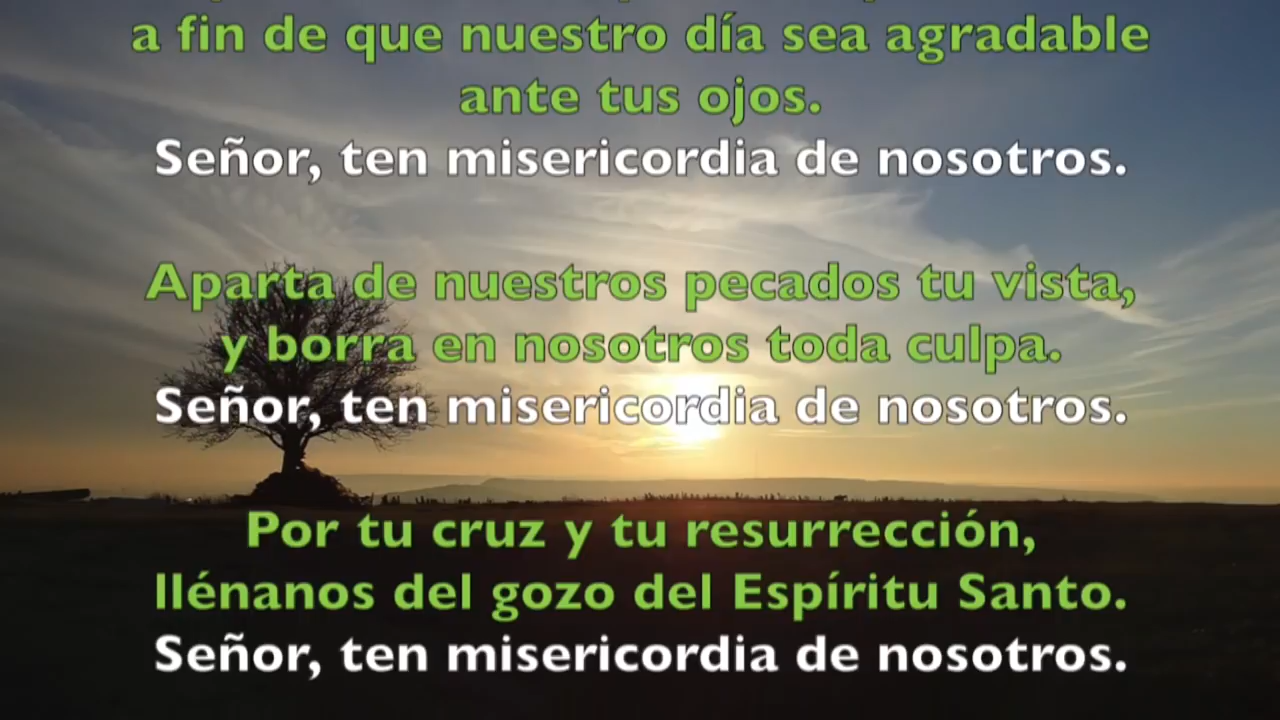 a fin de que nuestro día sea agradable
ante tus ojos.
Señor, ten misericordia de nosotros.
Aparta de nuestros pecados tu vista,
y borra en nosotros toda culpa.
Señor, ten misericordia de nosotros.
Por tu cruz y tu resurrección,
llénanos del gozo del Espíritu Santo.
Señor, ten misericordia de nosotros.